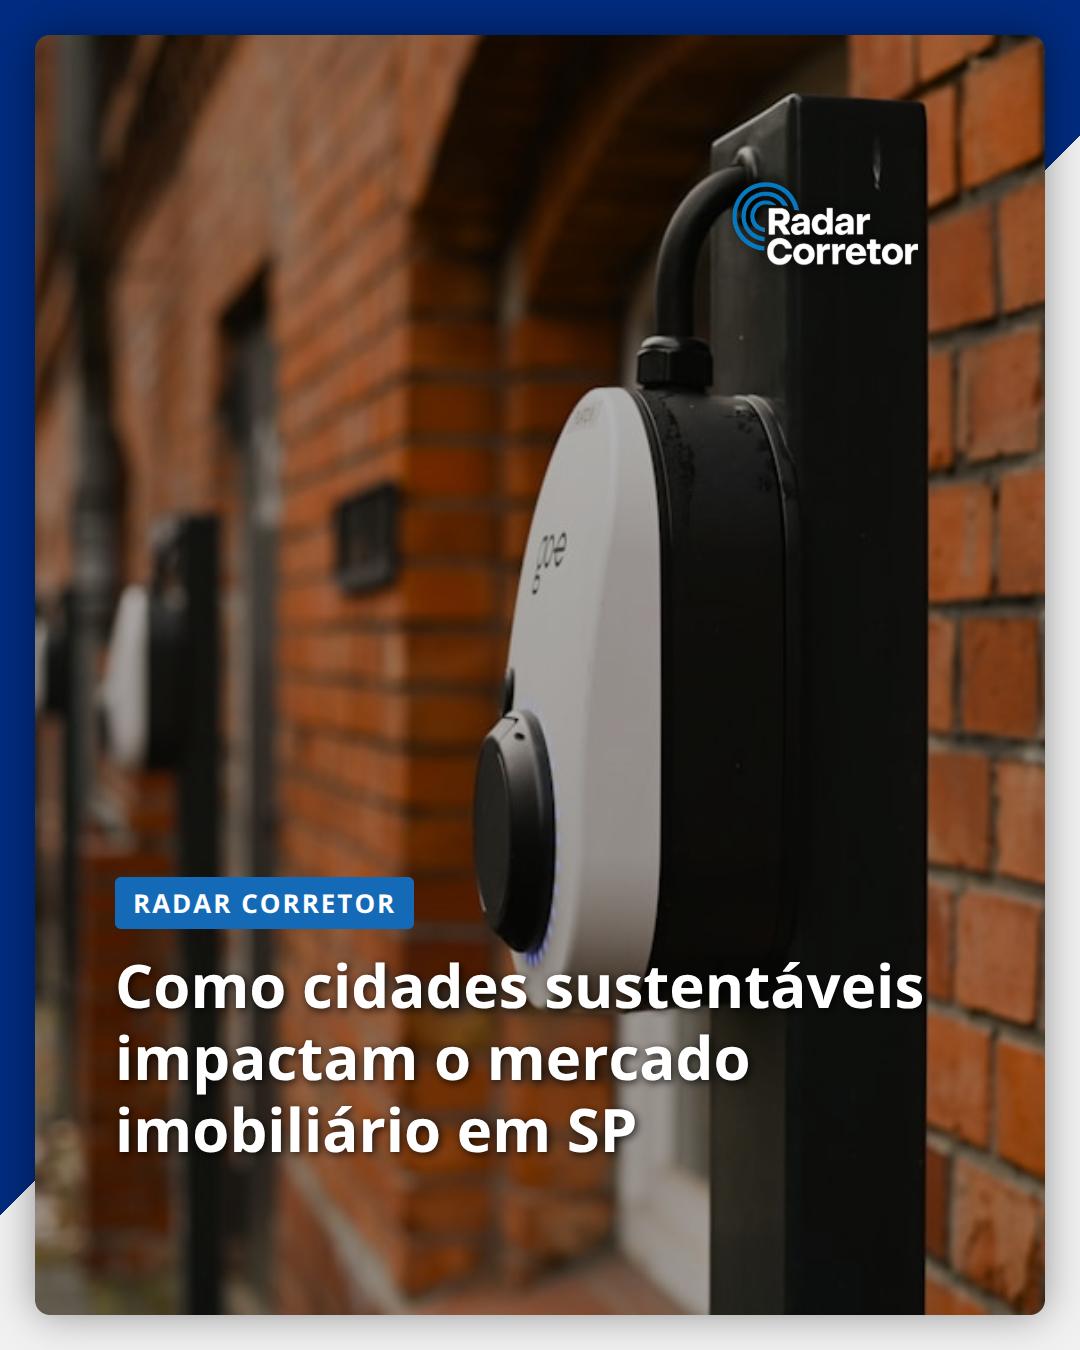 Radar
Corretor
goe
RADAR CORRETOR
Como cidades sustentáveis
impactam o mercado
imobiliário em SP